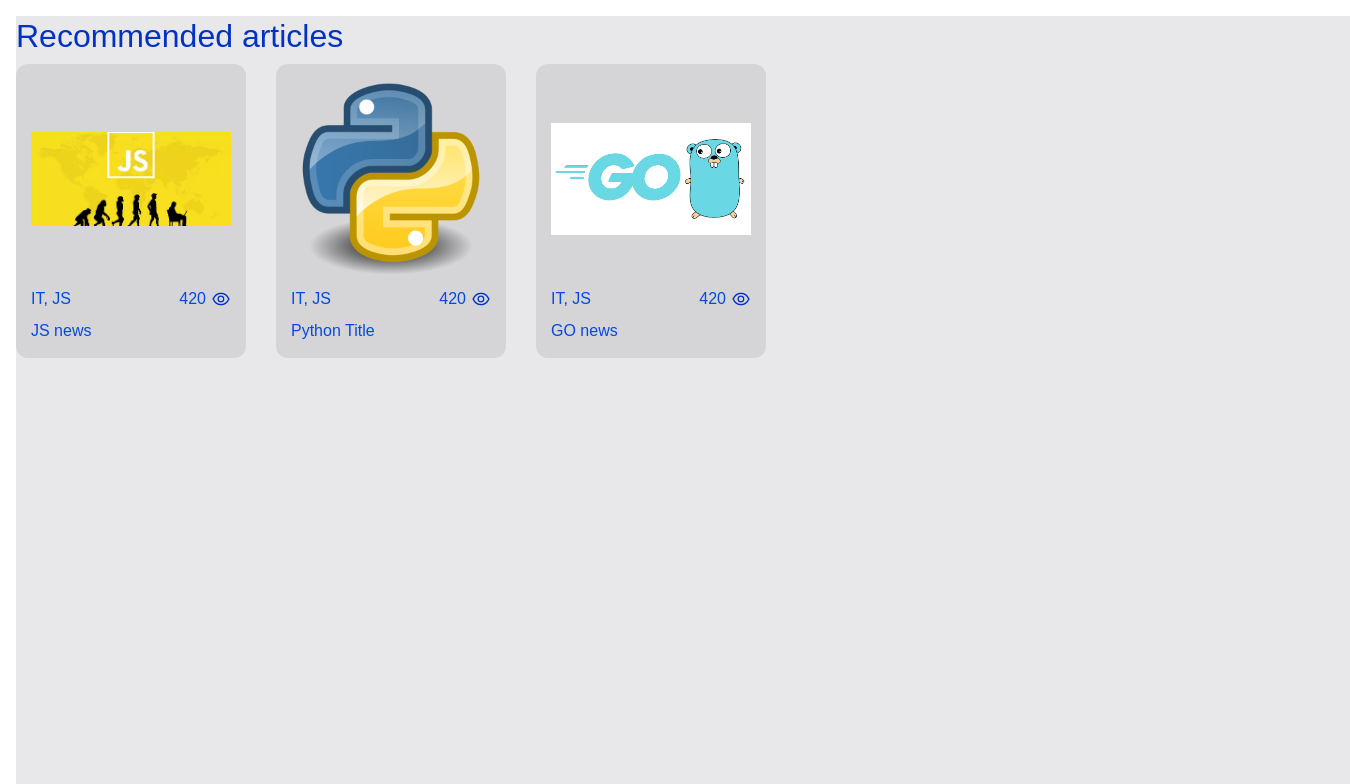 Recommended articles
JS
IT, JS 420
JS news
IT, JS 420
Python Title
GO
IT, JS 420
GO news